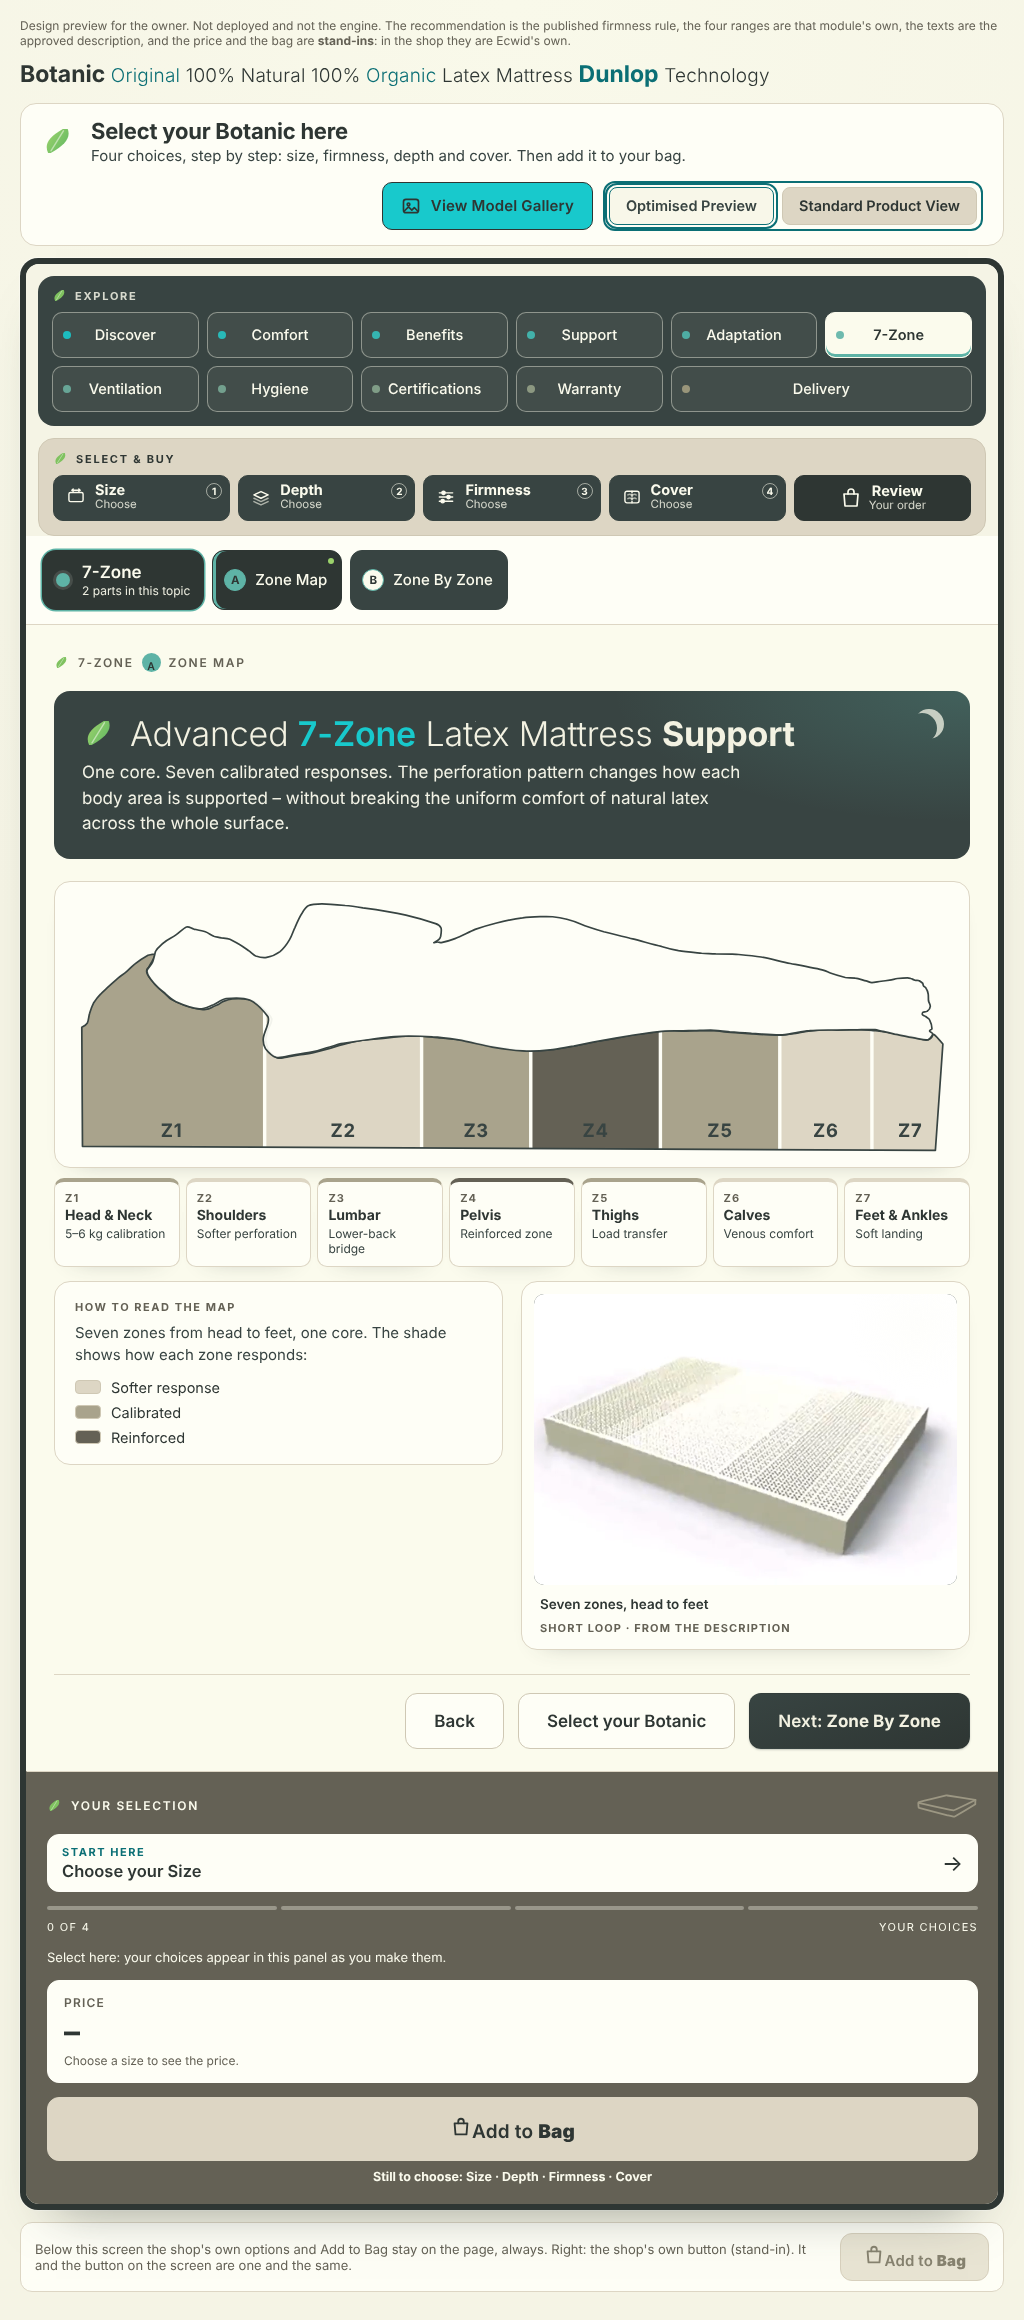 Design preview for the owner. Not deployed and not the engine. The recommendation is the published firmness rule, the four ranges are that module's own, the texts are the
approved description, and the price and the bag are stand-ins: in the shop they are Ecwid's own.
Botanic Original 100% Natural 100% Organic Latex Mattress Dunlop Technology
Select your Botanic here
Four choices, step by step: size, firmness, depth and cover. Then add it to your bag.
View Model Gallery
Optimised Preview
Standard Product View
EXPLORE
Discover
Comfort
Benefits
Support
Adaptation
7-Zone
Ventilation
Hygiene
Certifications
Warranty
Delivery
SELECT & BUY
Size
Choose
1
Depth
Choose
2
Firmness
Choose
3
Cover
Choose
4
Review
Your order
7-Zone
2 parts in this topic
A Zone Map
B Zone By Zone
7-ZONE A ZONE MAP
Advanced 7-Zone Latex Mattress Support
One core. Seven calibrated responses. The perforation pattern changes how each
body area is supported – without breaking the uniform comfort of natural latex
across the whole surface.
Z1 Z2 Z3 Z4 Z5 Z6 Z7
Z1
Head & Neck
5–6 kg calibration
Z2
Shoulders
Softer perforation
Z3
Lumbar
Lower-back
bridge
Z4
Pelvis
Reinforced zone
Z5
Thighs
Load transfer
Z6
Calves
Venous comfort
Z7
Feet & Ankles
Soft landing
HOW TO READ THE MAP
Seven zones from head to feet, one core. The shade
shows how each zone responds:
Softer response
Calibrated
Reinforced
Seven zones, head to feet
SHORT LOOP · FROM THE DESCRIPTION
Back
Select your Botanic
Next: Zone By Zone
YOUR SELECTION
START HERE
Choose your Size
0 OF 4
YOUR CHOICES
Select here: your choices appear in this panel as you make them.
PRICE
–
Choose a size to see the price.
Add to Bag
Still to choose: Size · Depth · Firmness · Cover
Below this screen the shop's own options and Add to Bag stay on the page, always. Right: the shop's own button (stand-in). It
and the button on the screen are one and the same.
Add to Bag